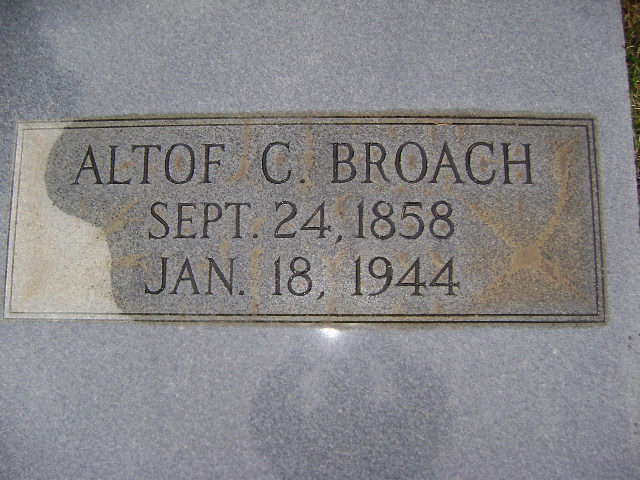 ALTOF C. BROACH
SEPT. 24, 1858
JAN. 18, 1944